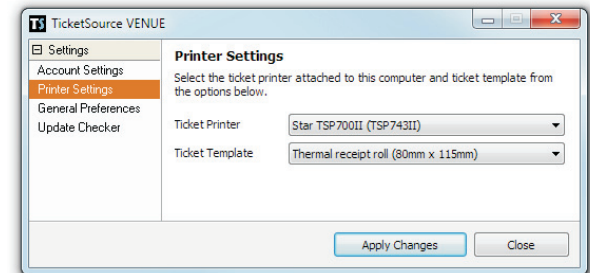 TS TicketSource VENUE
Settings
Account Settings
Printer Settings
General Preferences
Update Checker
Printer Settings
Select the ticket printer attached to this computer and ticket template from
the options below.
Ticket Printer
Star TSP700II (TSP743II)
Ticket Template
Thermal receipt roll (80mm x 115mm)
Apply Changes
Close